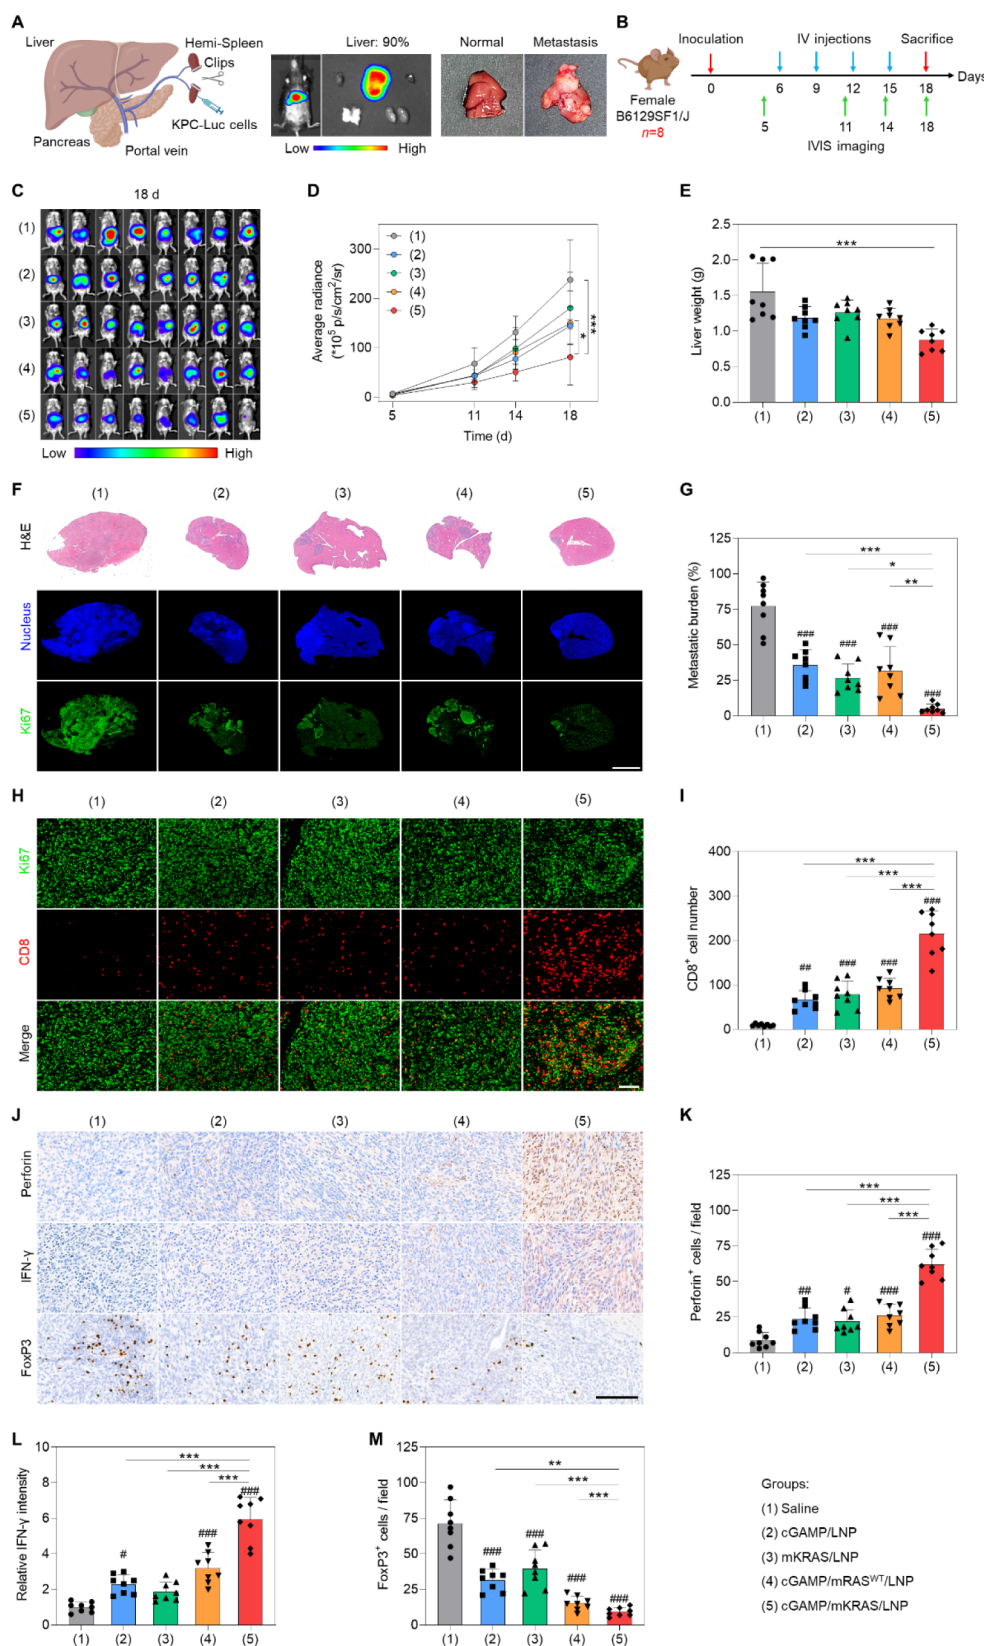 A
Liver
Hemi-Spleen
Clips
KPC-Luc cells
Pancreas
Portal vein
Liver: 90%
Low
High
Normal
Metastasis
B
Inoculation
IV injections
Sacrifice
0
6
9
12
15
18
Days
Female
B6129SF1/J
n=8
5
11
14
18
IVIS imaging
C
18 d
(1)
(2)
(3)
(4)
(5)
Low
High
D
Average radiance
(*10⁵ p/s/cm²/sr)
300
200
100
0
(1)
(2)
(3)
(4)
(5)
***
*
5
11
14
18
Time (d)
E
Liver weight (g)
2.5
2.0
1.5
1.0
0.5
0.0
***
(1)
(2)
(3)
(4)
(5)
F
(1)
(2)
(3)
(4)
(5)
H&E
Nucleus
Ki67
G
Metastatic burden (%)
125
100
75
50
25
0
***
*
**
###
###
###
###
(1)
(2)
(3)
(4)
(5)
H
(1)
(2)
(3)
(4)
(5)
Ki67
CD8
Merge
I
CD8⁺ cell number
400
300
200
100
0
***
***
***
##
###
###
###
(1)
(2)
(3)
(4)
(5)
J
(1)
(2)
(3)
(4)
(5)
Perforin
IFN-γ
FoxP3
K
Perforin⁺ cells / field
125
100
75
50
25
0
***
***
***
##
#
###
###
(1)
(2)
(3)
(4)
(5)
L
Relative IFN-γ intensity
10
8
6
4
2
0
***
***
***
#
###
###
(1)
(2)
(3)
(4)
(5)
M
FoxP3⁺ cells / field
125
100
75
50
25
0
**
***
***
###
###
###
###
(1)
(2)
(3)
(4)
(5)
Groups:
(1) Saline
(2) cGAMP/LNP
(3) mKRAS/LNP
(4) cGAMP/mRASᵂᵀ/LNP
(5) cGAMP/mKRAS/LNP